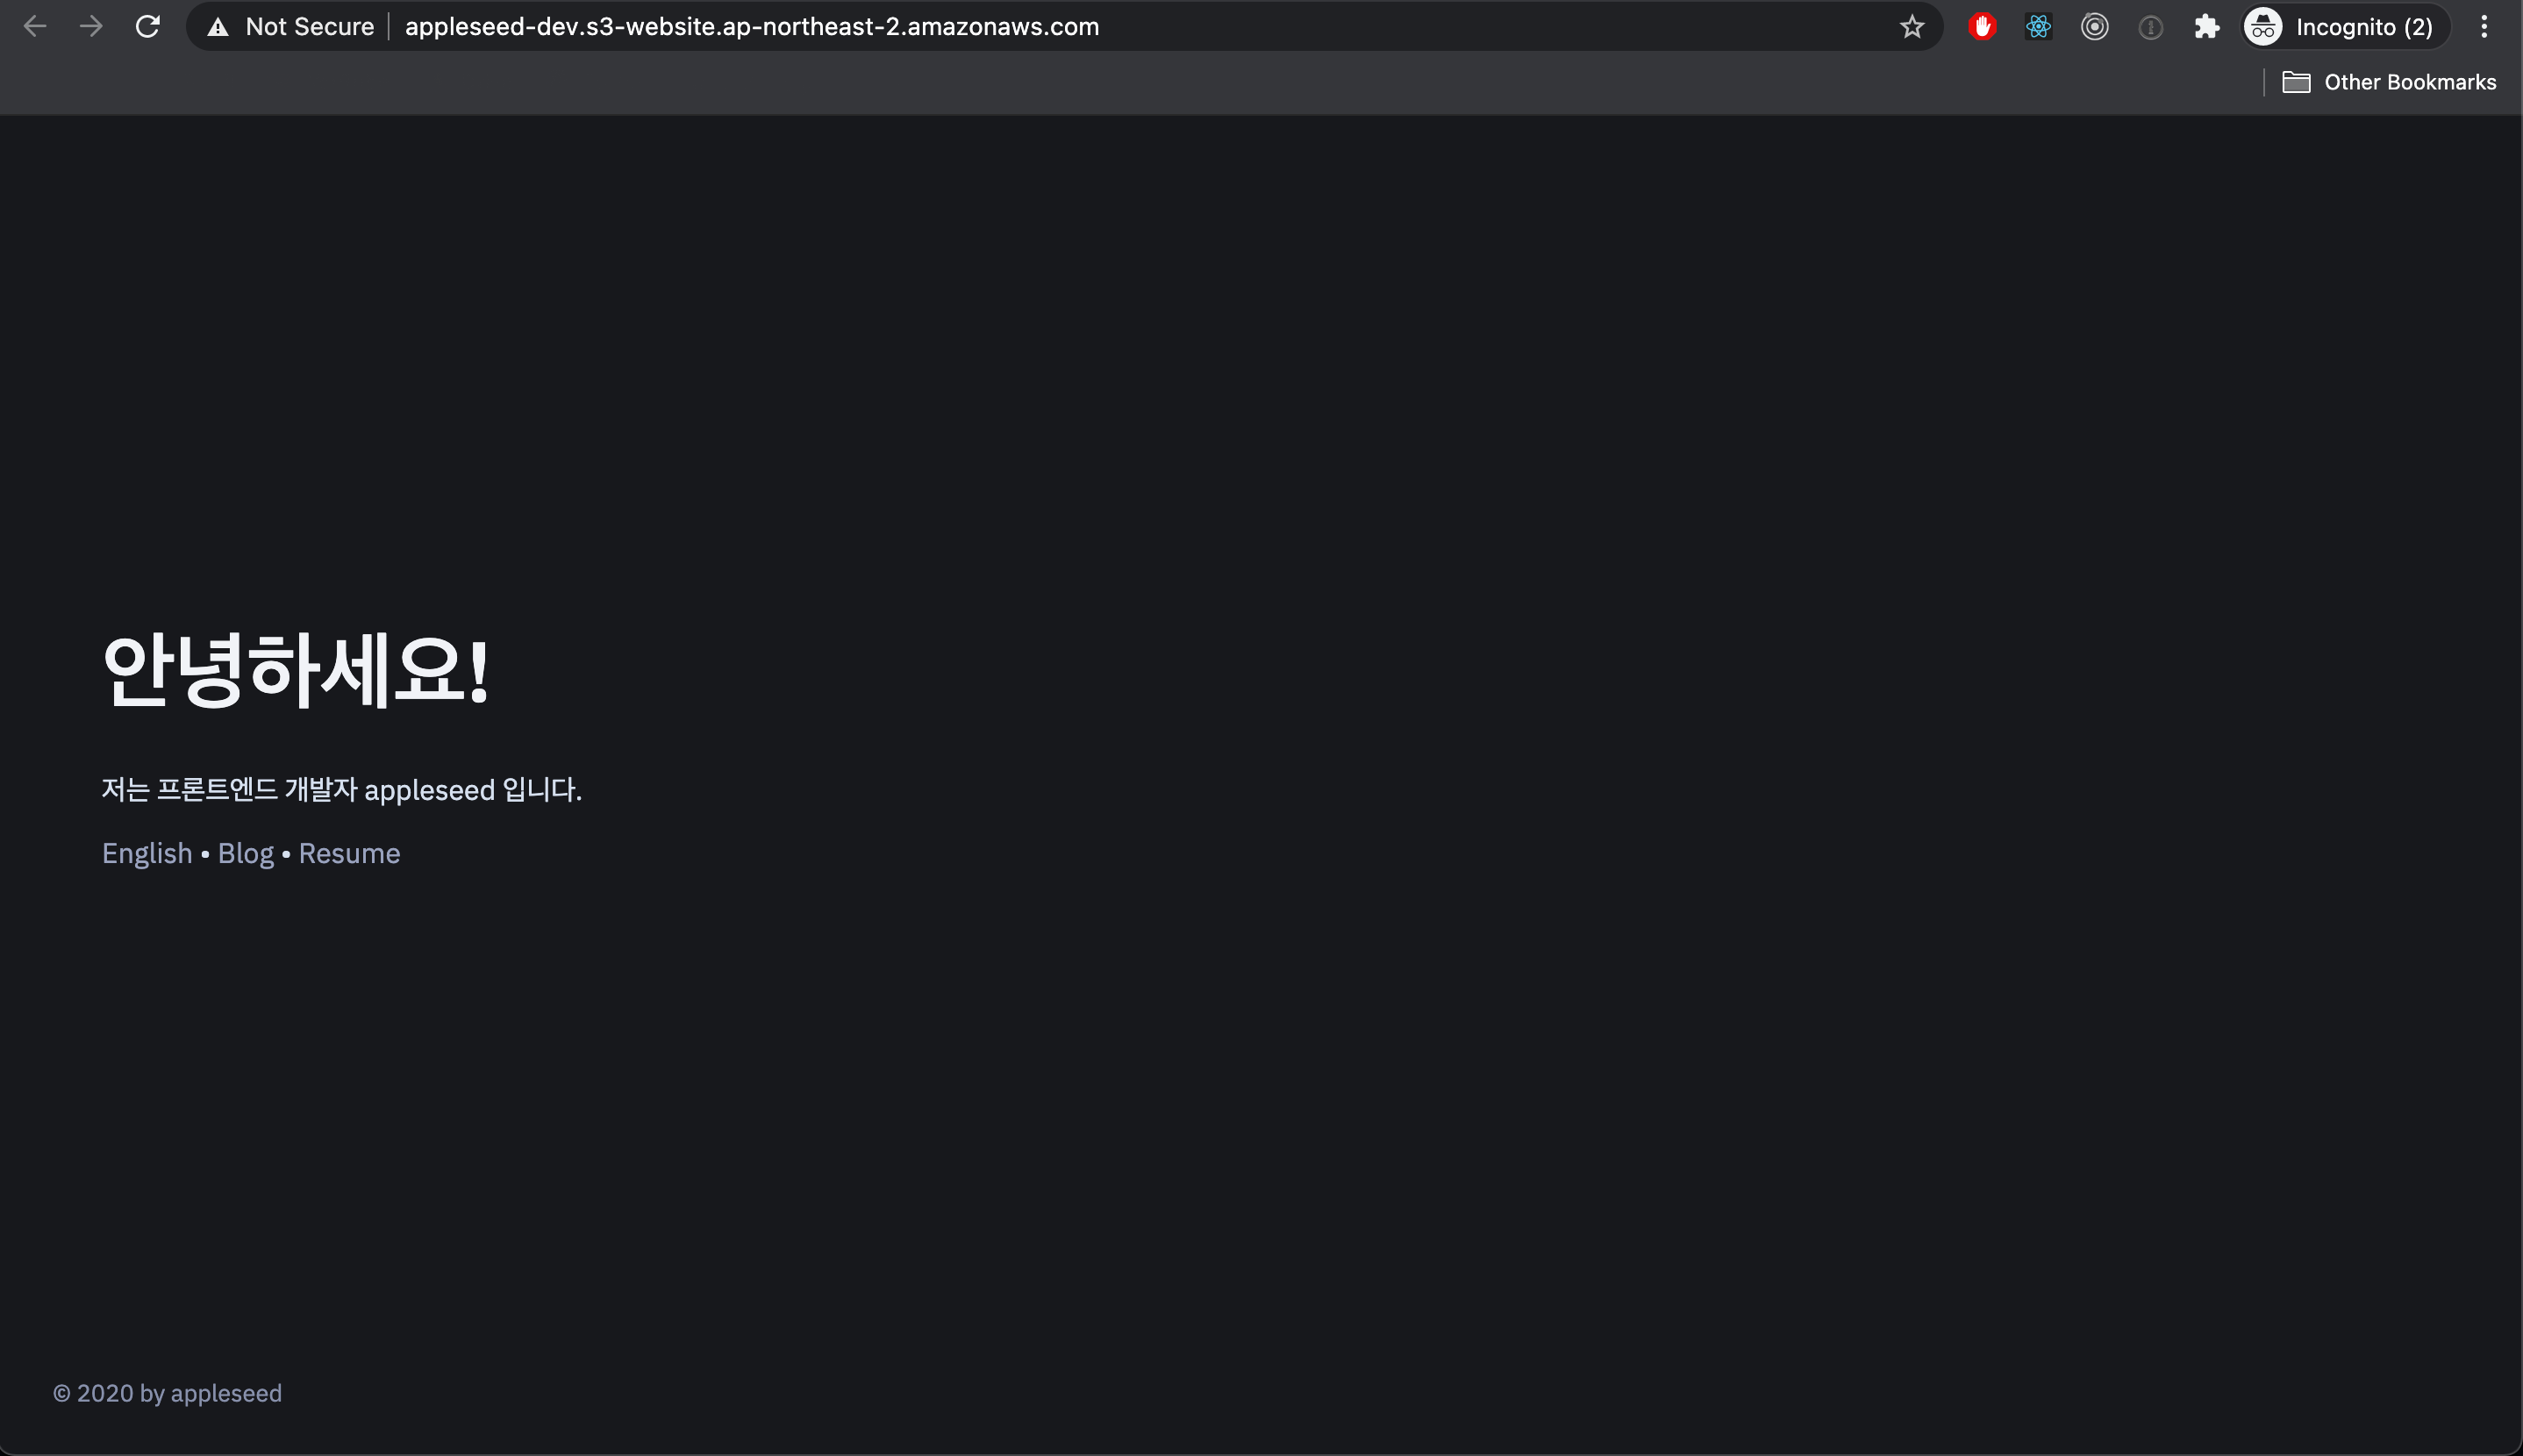 Not Secure appleseed-dev.s3-website.ap-northeast-2.amazonaws.com Incognito (2)
Other Bookmarks
안녕하세요!
저는 프론트엔드 개발자 appleseed 입니다.
English • Blog • Resume
© 2020 by appleseed